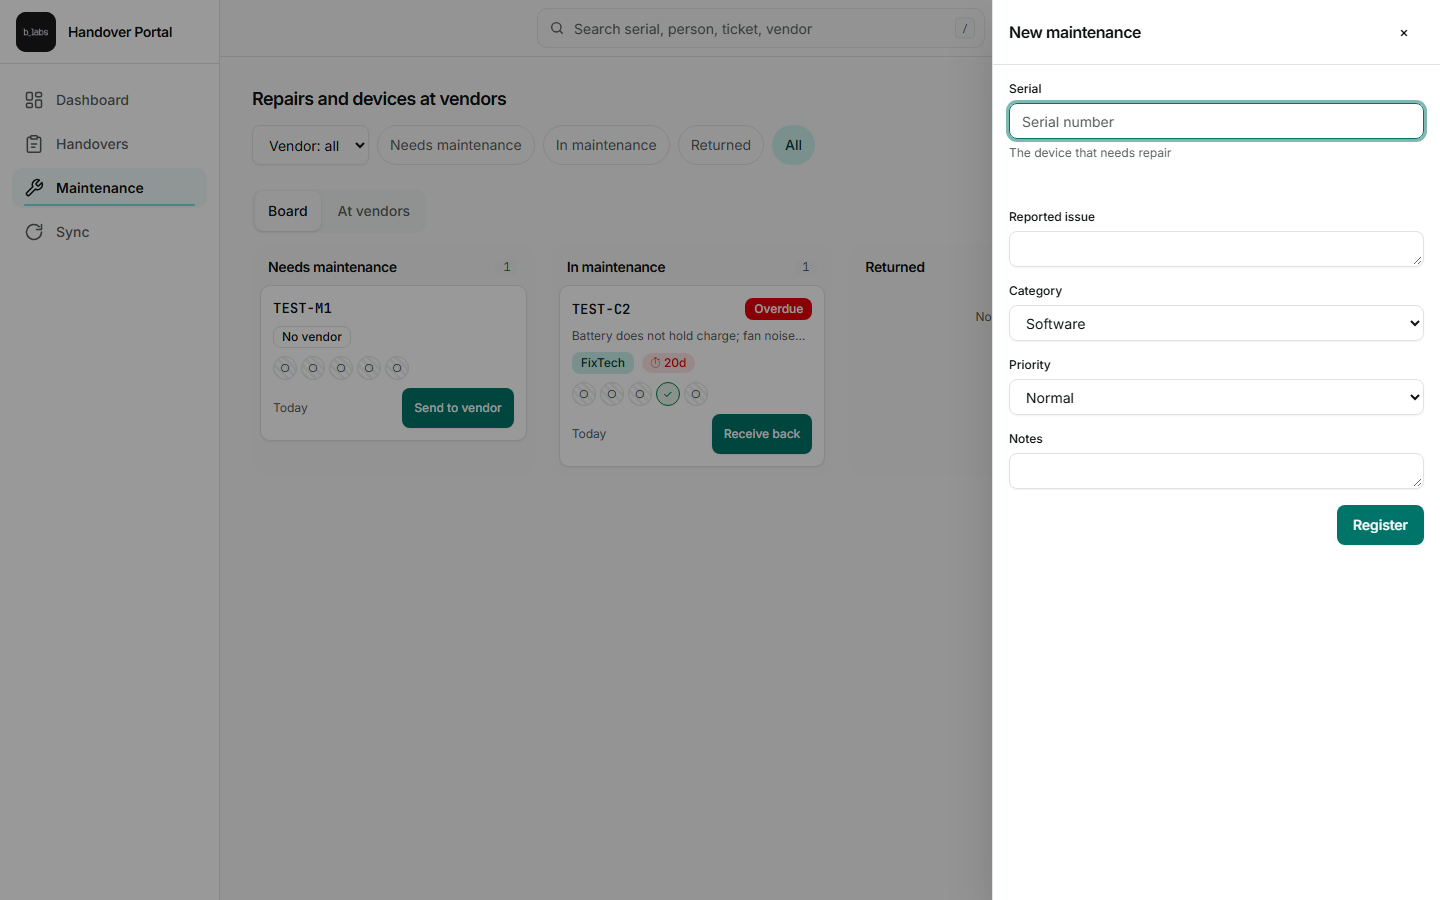 b_labs
Handover Portal
Search serial, person, ticket, vendor
/
Dashboard
Handovers
Maintenance
Sync
Repairs and devices at vendors
Vendor: all
Needs maintenance
In maintenance
Returned
All
Board
At vendors
Needs maintenance
1
TEST-M1
No vendor
Today
Send to vendor
In maintenance
1
TEST-C2
Overdue
Battery does not hold charge; fan noise...
FixTech
20d
Today
Receive back
Returned
No
New maintenance
×
Serial
Serial number
The device that needs repair
Reported issue
Category
Software
Priority
Normal
Notes
Register